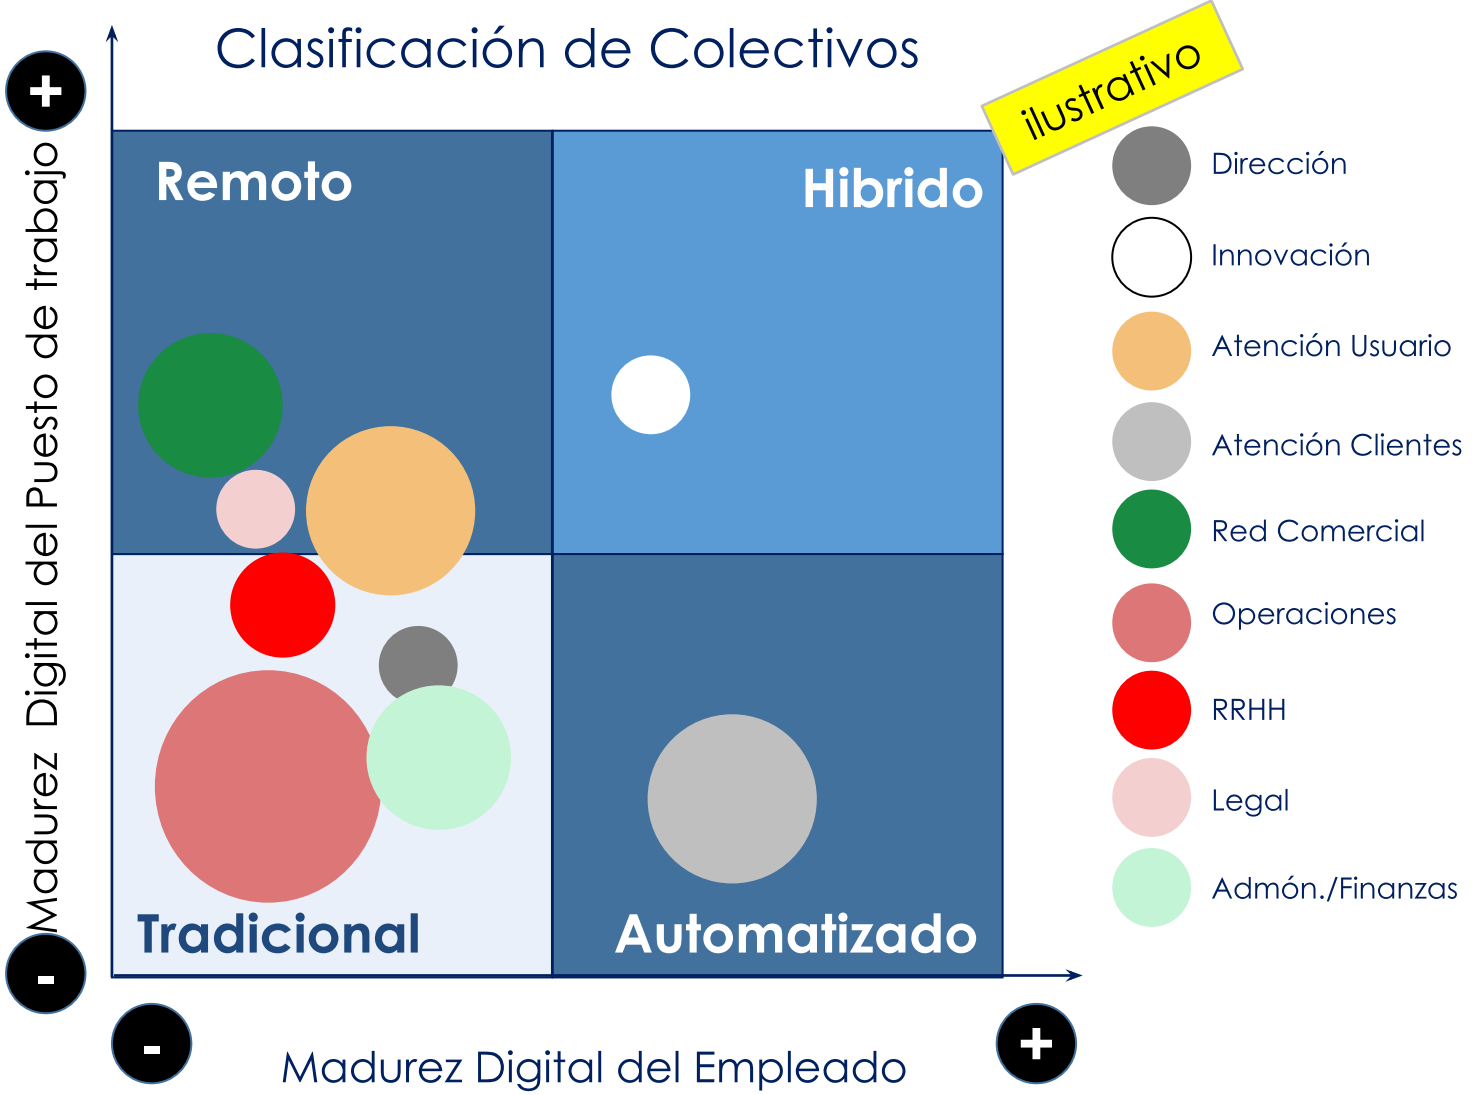 Clasificación de Colectivos
ilustrativo
+
Madurez Digital del Puesto de trabajo
-
Remoto
Hibrido
Tradicional
Automatizado
-
+
Madurez Digital del Empleado
Dirección
Innovación
Atención Usuario
Atención Clientes
Red Comercial
Operaciones
RRHH
Legal
Admón./Finanzas